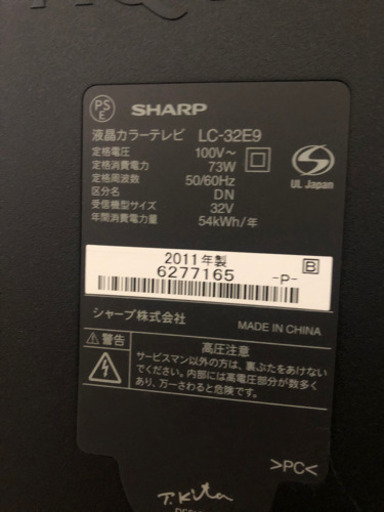 PS
E
SHARP
液晶カラーテレビ LC-32E9
定格電圧 100V～
定格消費電力 73W
定格周波数 50/60Hz
区分名 DN
受信機型サイズ 32V
年間消費電力量 54kWh/年
S
UL Japan
2011年製
6277165 -P-
B
シャープ株式会社 MADE IN CHINA
⚠警告 高圧注意
サービスマン以外の方は、裏ぶたをあけないで
ください。内部には高電圧部分が数多く
あり、万一さわると危険です。
>PC<
T.Kita